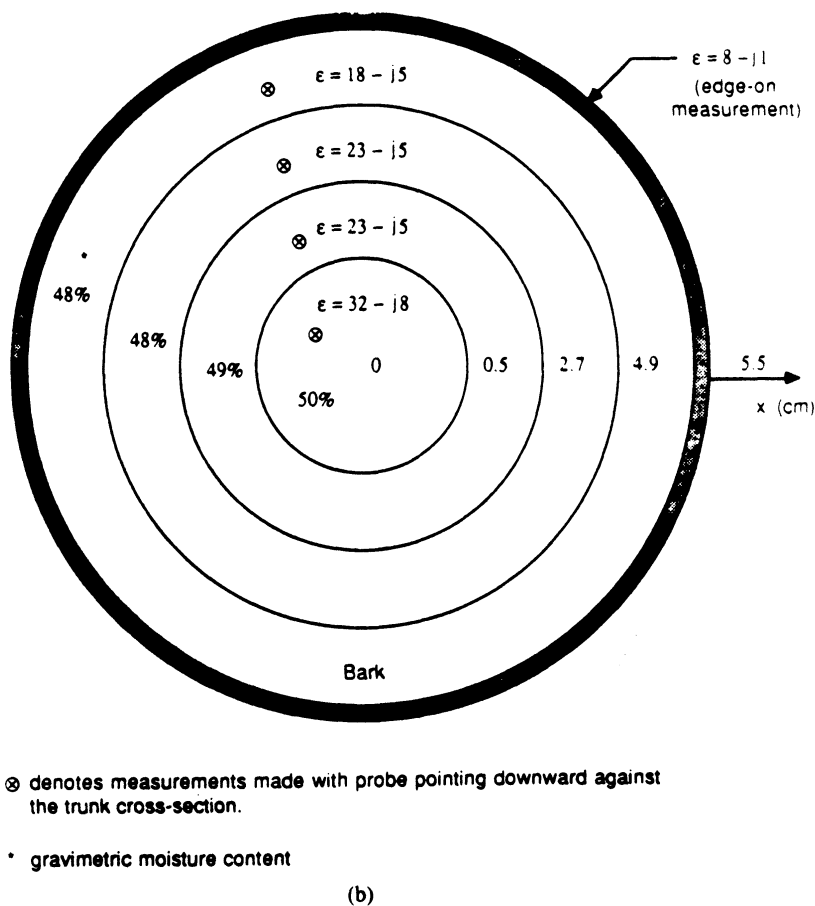 ε = 18 – j5
ε = 8 – j1
(edge-on
measurement)
ε = 23 – j5
ε = 23 – j5
*
48%
ε = 32 – j8
48%
49%
0
0.5
2.7
4.9
5.5
50%
x (cm)
Bark
⊗ denotes measurements made with probe pointing downward against
the trunk cross-section.
* gravimetric moisture content
(b)